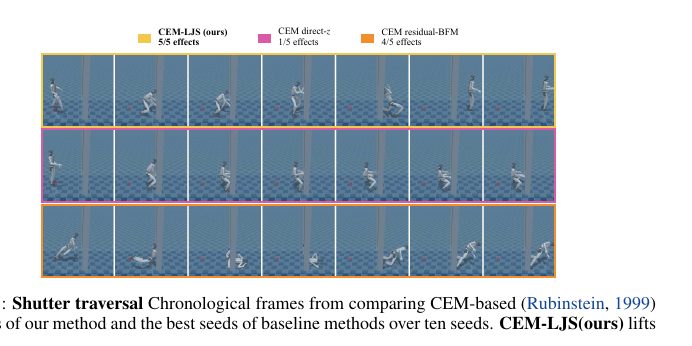 CEM-LJS (ours)
5/5 effects
CEM direct-z
1/5 effects
CEM residual-BFM
4/5 effects
: Shutter traversal Chronological frames from comparing CEM-based (Rubinstein, 1999)
s of our method and the best seeds of baseline methods over ten seeds. CEM-LJS(ours) lifts